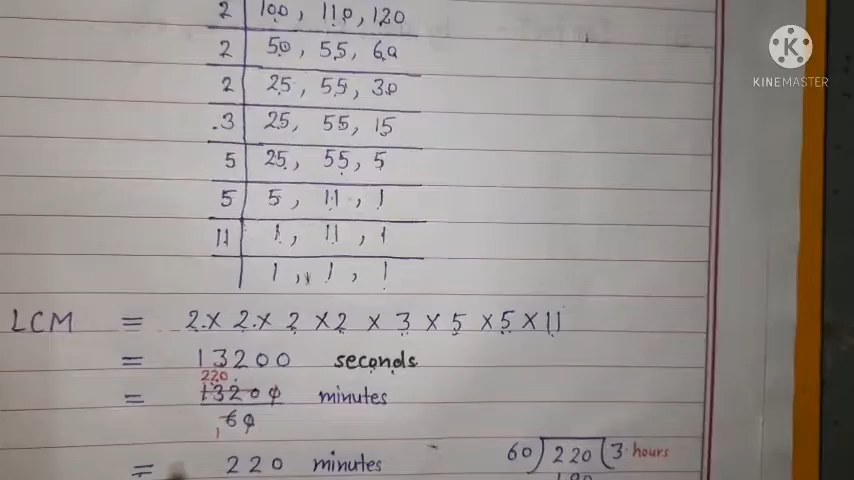 2 | 100, 110, 120
2 | 50, 55, 60
2 | 25, 55, 30
3 | 25, 55, 15
5 | 25, 55, 5
5 | 5, 11, 1
11 | 1, 11, 1
1, 1, 1
LCM = 2 × 2 × 2 × 2 × 3 × 5 × 5 × 11
= 13200 seconds
220
= 13200 minutes
60
1
= 220 minutes 60 ) 220 ( 3 hours
K
KINEMASTER